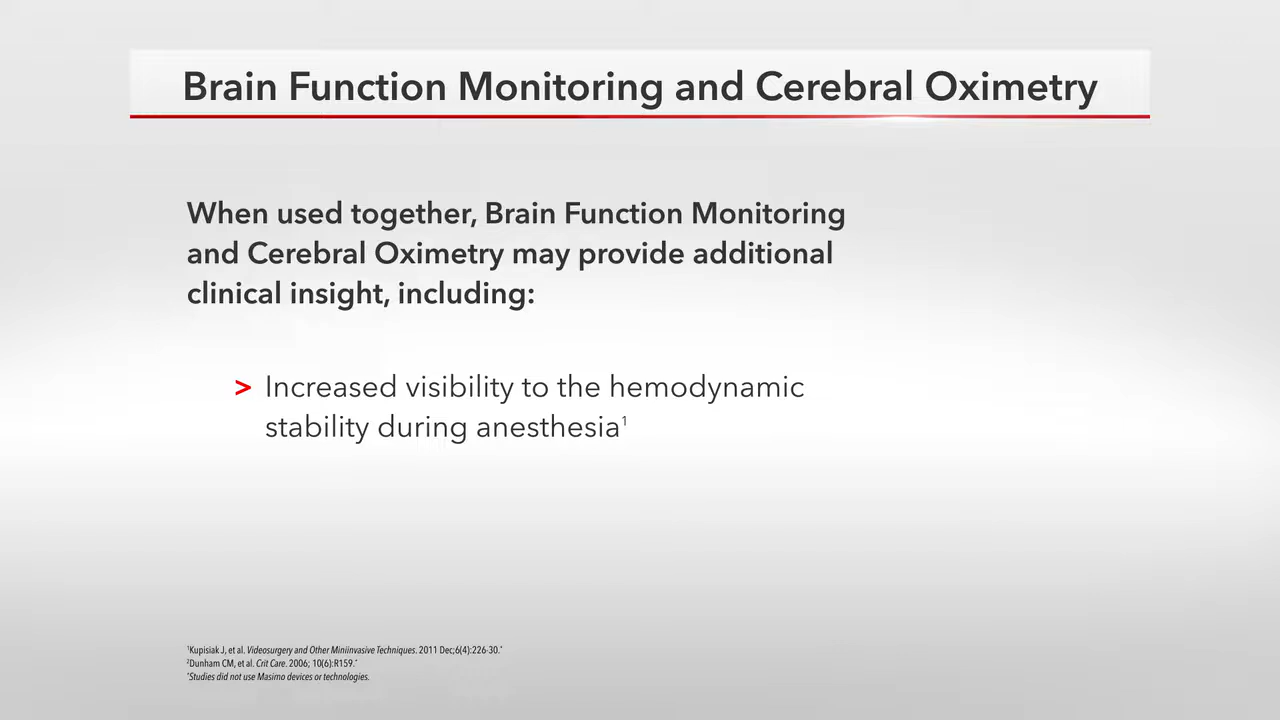 Brain Function Monitoring and Cerebral Oximetry
When used together, Brain Function Monitoring
and Cerebral Oximetry may provide additional
clinical insight, including:
> Increased visibility to the hemodynamic
stability during anesthesia¹
¹Kupisiak J, et al. Videosurgery and Other Miniinvasive Techniques. 2011 Dec;6(4):226-30.*
²Dunham CM, et al. Crit Care. 2006; 10(6):R159.*
*Studies did not use Masimo devices or technologies.